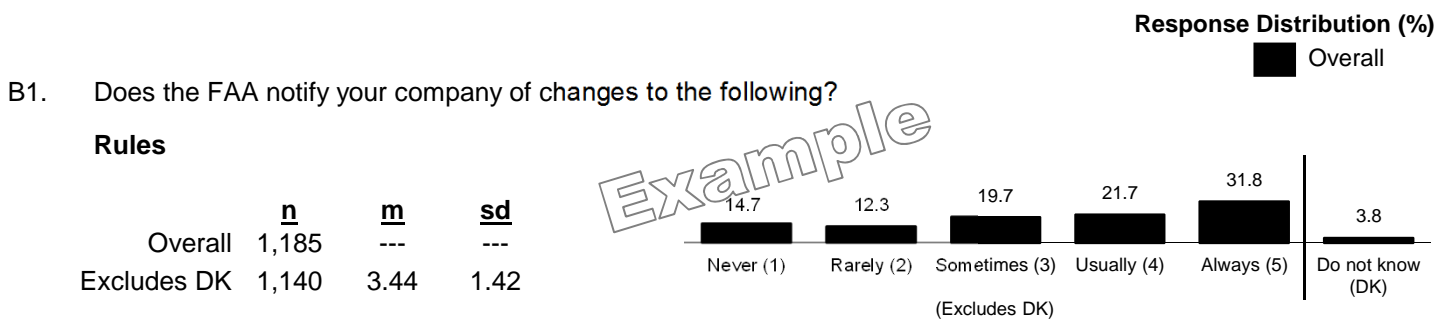 Response Distribution (%)
Overall
B1. Does the FAA notify your company of changes to the following?
Rules
Example
n m sd
Overall 1,185 --- ---
Excludes DK 1,140 3.44 1.42
14.7 12.3 19.7 21.7 31.8 3.8
Never (1) Rarely (2) Sometimes (3) Usually (4) Always (5) Do not know
(DK)
(Excludes DK)